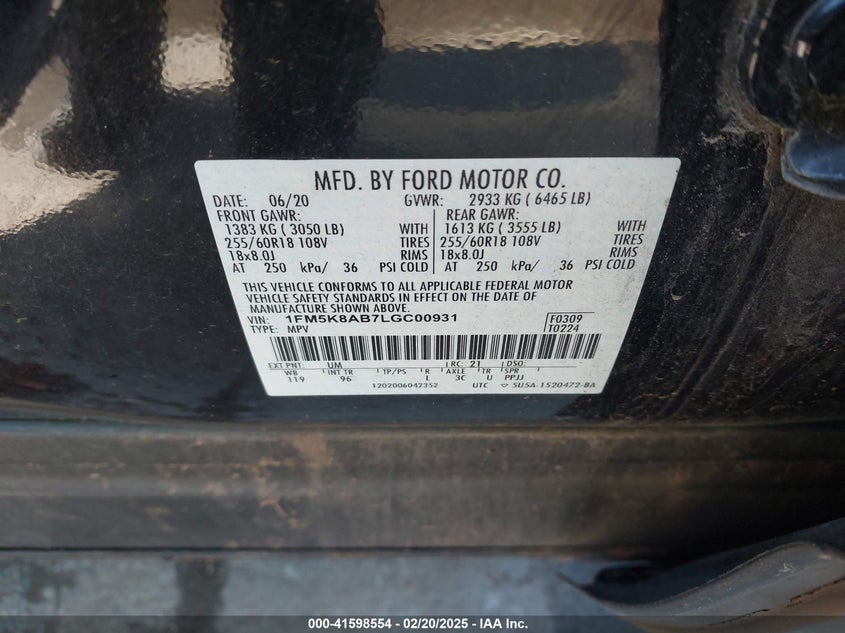 MFD. BY FORD MOTOR CO.
DATE: 06/20 GVWR: 2933 KG ( 6465 LB)
FRONT GAWR: REAR GAWR:
1383 KG ( 3050 LB) WITH 1613 KG ( 3555 LB) WITH
255/60R18 108V TIRES 255/60R18 108V TIRES
18x8.0J RIMS 18x8.0J RIMS
AT 250 kPa/ 36 PSI COLD AT 250 kPa/ 36 PSI COLD
THIS VEHICLE CONFORMS TO ALL APPLICABLE FEDERAL MOTOR
VEHICLE SAFETY STANDARDS IN EFFECT ON THE DATE OF
MANUFACTURE SHOWN ABOVE.
VIN: 1FM5K8AB7LGC00931 F0309
TYPE: MPV T0224
EXT PNT: UM RC: 21 DSO:
WB INT TR TP/PS R AXLE TR SPR
119 96 L 3C U PPJJ
1202006042352 UTC SU5A-1520472-BA
000-41598554 - 02/20/2025 - IAA Inc.